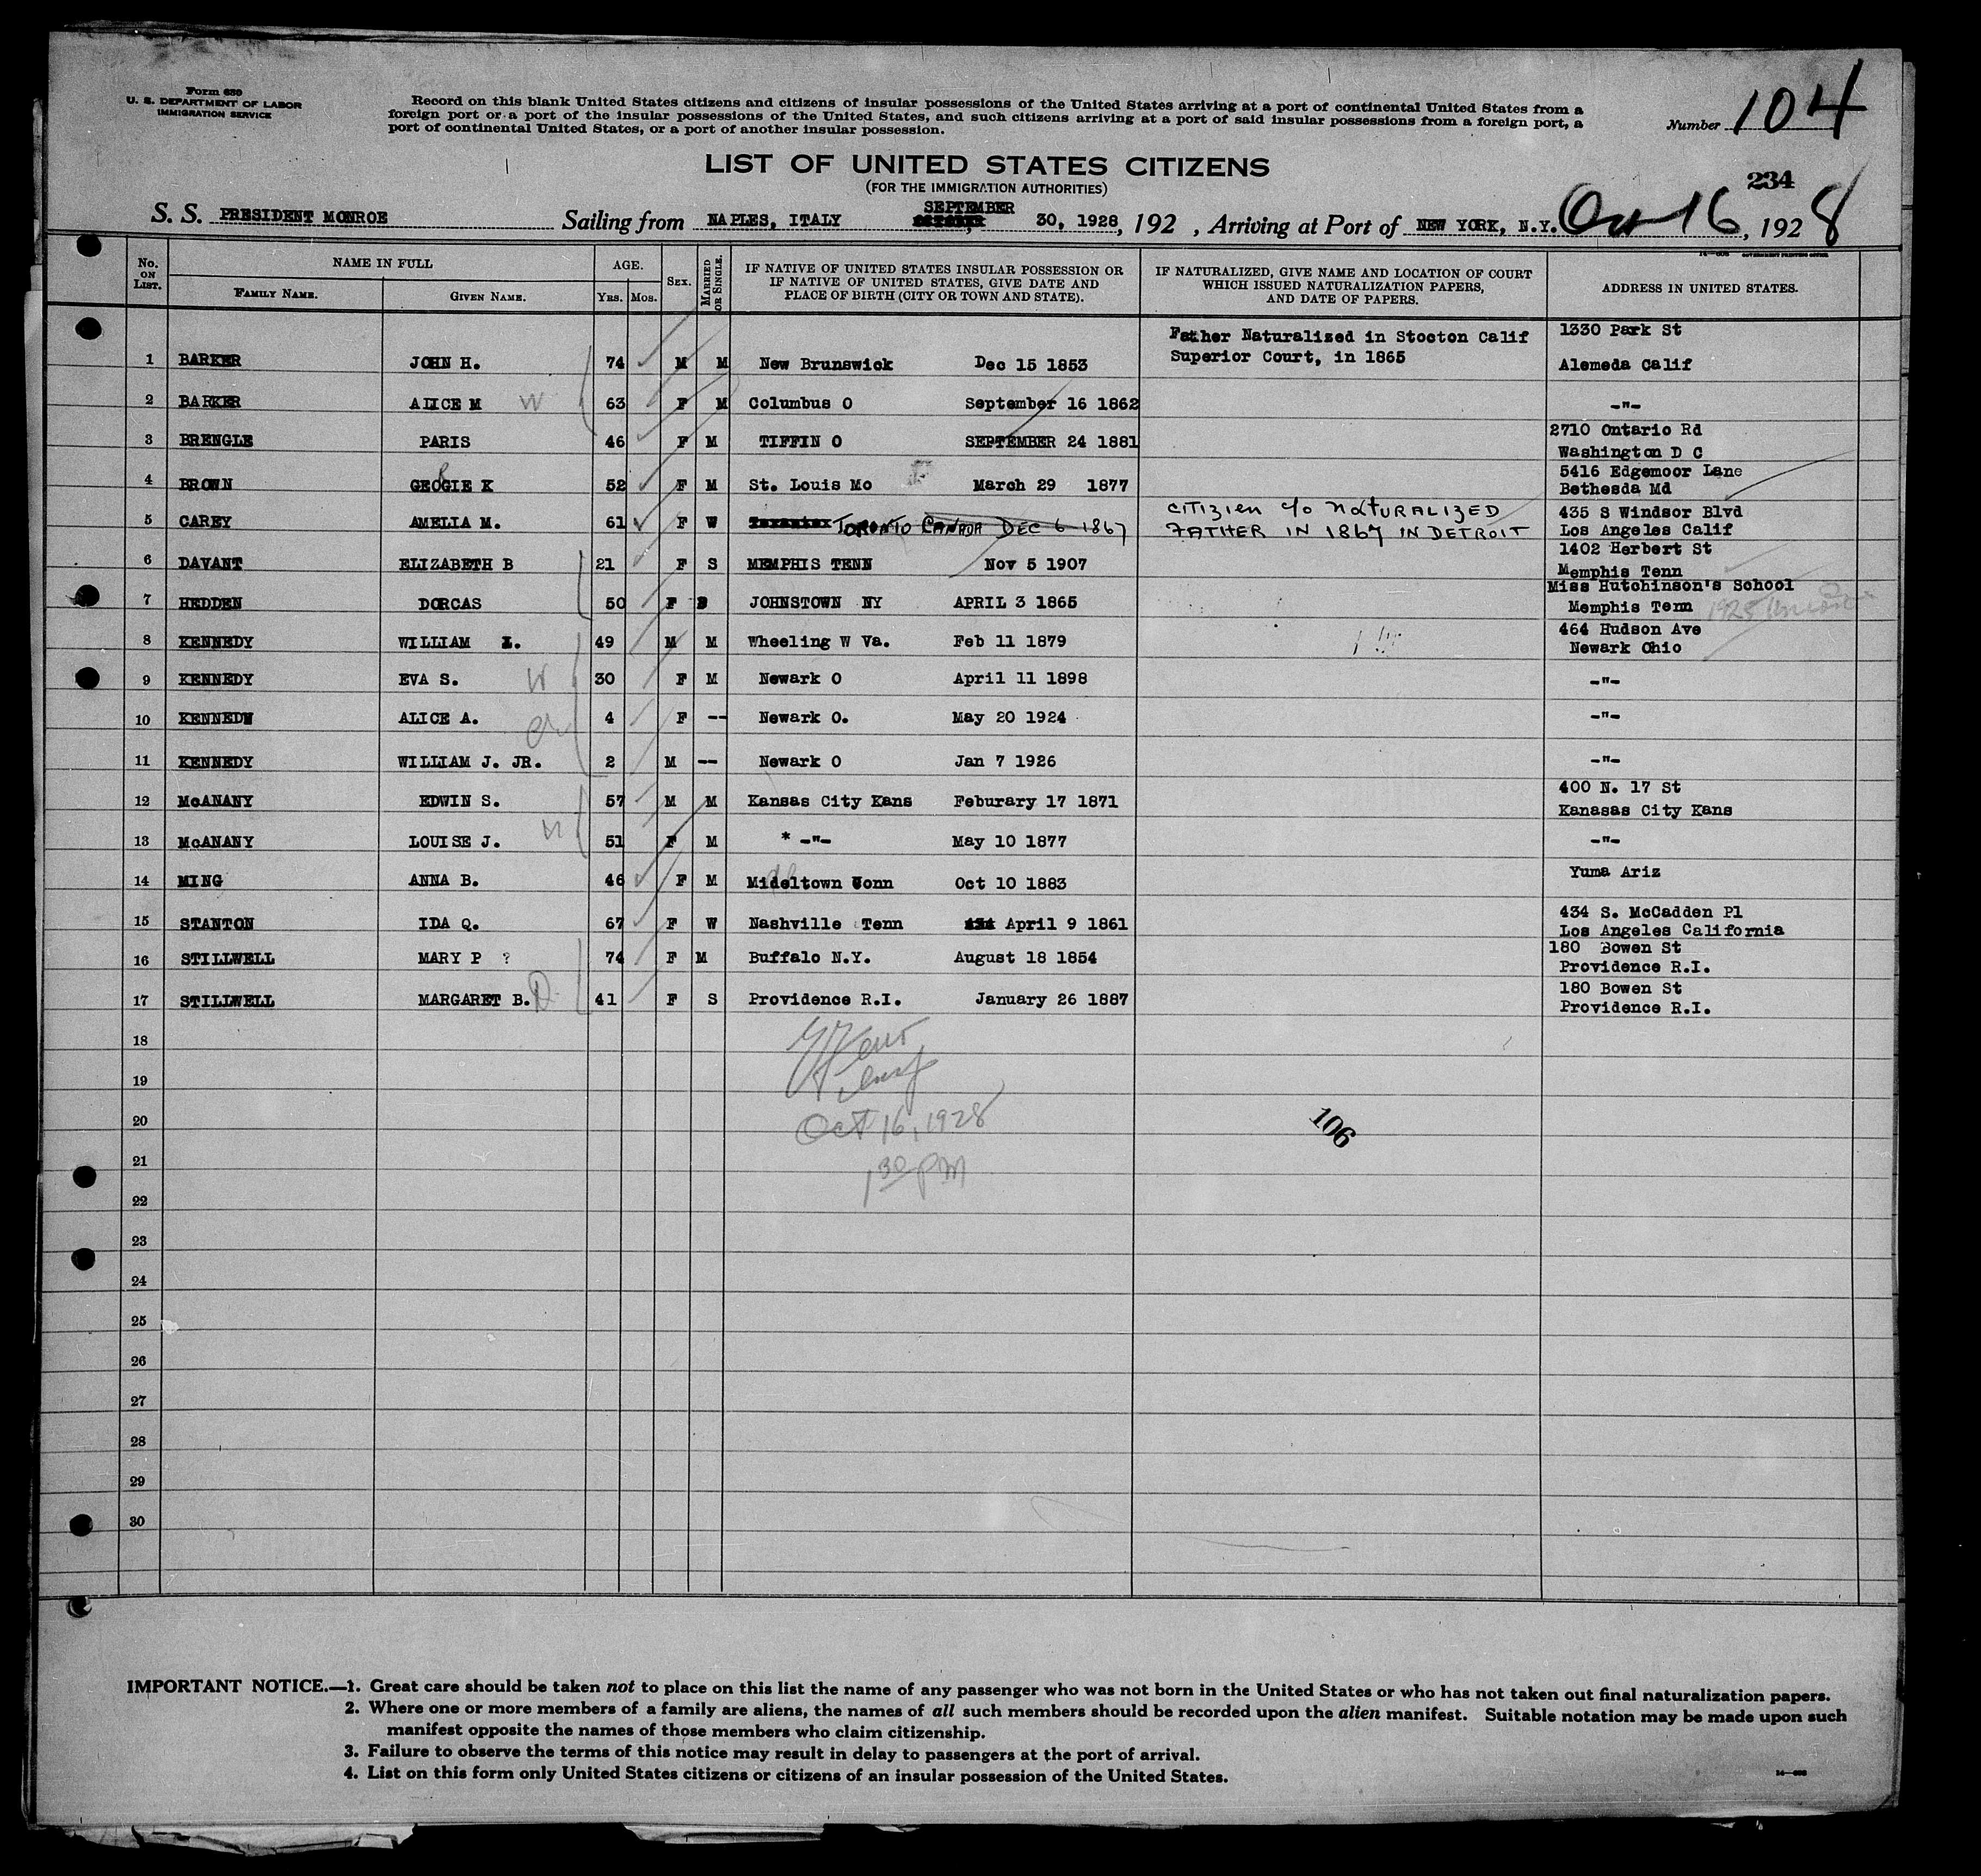 Form 630
U. S. DEPARTMENT OF LABOR
IMMIGRATION SERVICE
Record on this blank United States citizens and citizens of insular possessions of the United States arriving at a port of continental United States from a
foreign port or a port of the insular possessions of the United States, and such citizens arriving at a port of said insular possessions from a foreign port, a
port of continental United States, or a port of another insular possession.
Number 104
LIST OF UNITED STATES CITIZENS
(FOR THE IMMIGRATION AUTHORITIES)
234
SEPTEMBER
S. S. PRESIDENT MONROE Sailing from NAPLES, ITALY 30, 1928, 192 , Arriving at Port of NEW YORK, N.Y. Oct 16, 1928
No. ON LIST. NAME IN FULL FAMILY NAME. GIVEN NAME. AGE. YRS. MOS. SEX. MARRIED OR SINGLE.
IF NATIVE OF UNITED STATES INSULAR POSSESSION OR
IF NATIVE OF UNITED STATES, GIVE DATE AND
PLACE OF BIRTH (CITY OR TOWN AND STATE).
IF NATURALIZED, GIVE NAME AND LOCATION OF COURT
WHICH ISSUED NATURALIZATION PAPERS,
AND DATE OF PAPERS.
ADDRESS IN UNITED STATES.
Father Naturalized in Stocton Calif 1330 Park St
Superior Court, in 1865
1 BARKER JOHN H. 74 M M New Brunswick Dec 15 1853 Alemeda Calif
2 BARKER ALICE M W 63 F M Columbus O September 16 1862 -"-
3 BRENGLE PARIS 46 F M TIFFIN O SEPTEMBER 24 1881 2710 Ontario Rd
Washington D C
4 BROWN GEOGIE K 52 F M St. Louis Mo March 29 1877 5416 Edgemoor Lane
Bethesda Md
5 CAREY AMELIA M. 61 F W TORONTO CANADA DEC 6 1867 CITIZIEN c/o NATURALIZED 435 S Windsor Blvd
FATHER IN 1867 IN DETROIT Los Angeles Calif
6 DAVANT ELIZABETH B 21 F S MEMPHIS TENN Nov 5 1907 1402 Herbert St
Memphis Tenn
7 HEDDEN DORCAS 50 F S JOHNSTOWN NY APRIL 3 1865 Miss Hutchinson's School
Memphis Tenn
8 KENNEDY WILLIAM L. 49 M M Wheeling W Va. Feb 11 1879 464 Hudson Ave
Newark Ohio
9 KENNEDY EVA S. W 30 F M Newark O April 11 1898 -"-
10 KENNEDW ALICE A. Ch 4 F -- Newark O. May 20 1924 -"-
11 KENNEDY WILLIAM J. JR. 2 M -- Newark O Jan 7 1926 -"-
12 McANANY EDWIN S. 57 M M Kansas City Kans Feburary 17 1871 400 N. 17 St
Kanasas City Kans
13 McANANY LOUISE J. W 51 F M * -"- May 10 1877 -"-
14 MING ANNA B. 46 F M Mideltown Conn Oct 10 1883 Yuma Ariz
15 STANTON IDA Q. 67 F W Nashville Tenn April 9 1861 434 S. McCadden Pl
Los Angeles California
16 STILLWELL MARY P ? 74 F M Buffalo N.Y. August 18 1854 180 Bowen St
Providence R.I.
17 STILLWELL MARGARET B. D 41 F S Providence R.I. January 26 1887 180 Bowen St
Providence R.I.
18
19
20 Oct 16, 1928 106
21 1 30 PM
22
23
24
25
26
27
28
29
30
IMPORTANT NOTICE.—1. Great care should be taken not to place on this list the name of any passenger who was not born in the United States or who has not taken out final naturalization papers.
2. Where one or more members of a family are aliens, the names of all such members should be recorded upon the alien manifest. Suitable notation may be made upon such
manifest opposite the names of those members who claim citizenship.
3. Failure to observe the terms of this notice may result in delay to passengers at the port of arrival.
4. List on this form only United States citizens or citizens of an insular possession of the United States.